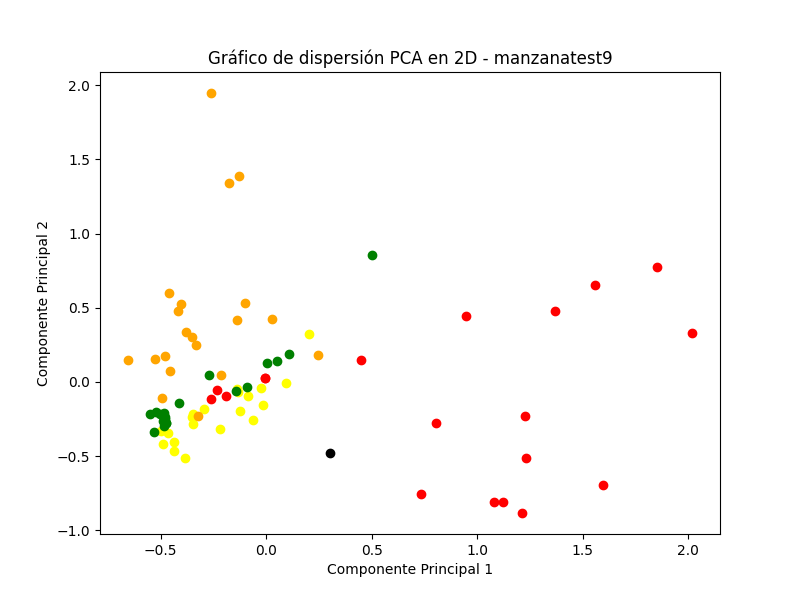 Gráfico de dispersión PCA en 2D - manzanatest9
2.0
1.5
1.0
0.5
0.0
−0.5
−1.0
Componente Principal 2
−0.5 0.0 0.5 1.0 1.5 2.0
Componente Principal 1